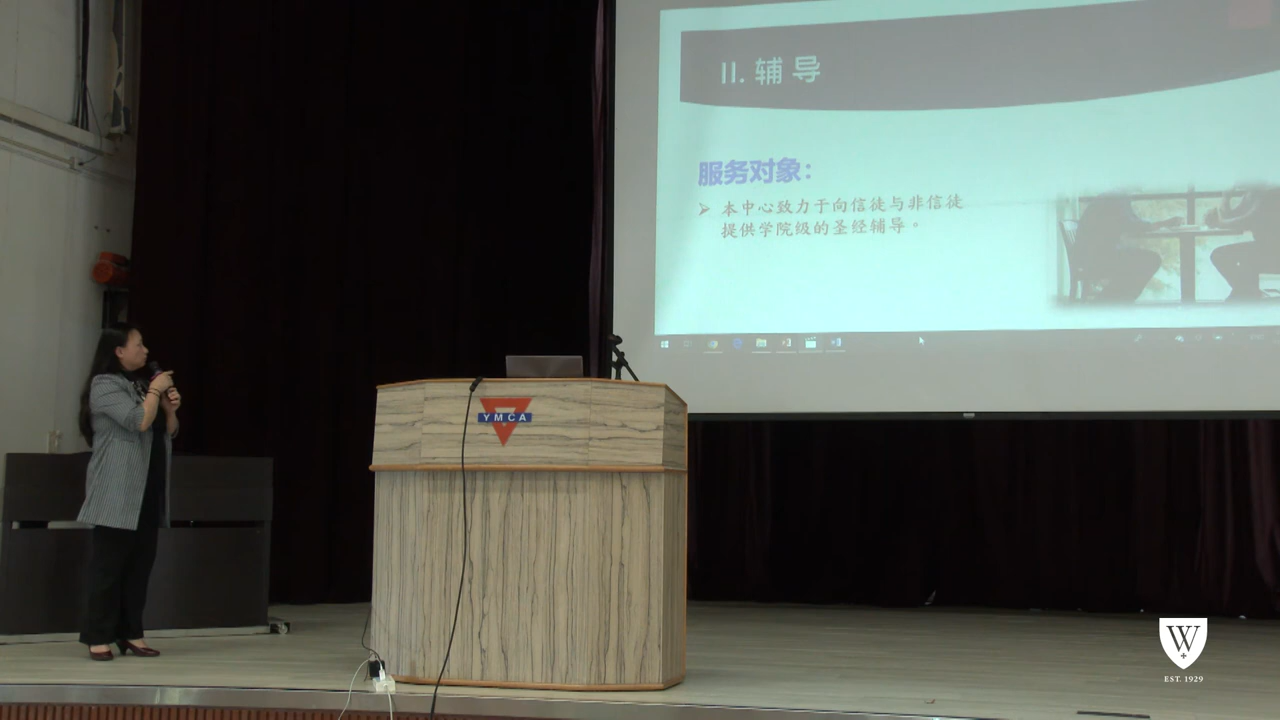 II. 辅 导
服务对象:
➢ 本中心致力于向信徒与非信徒
提供学院级的圣经辅导。
YMCA
W
EST. 1929